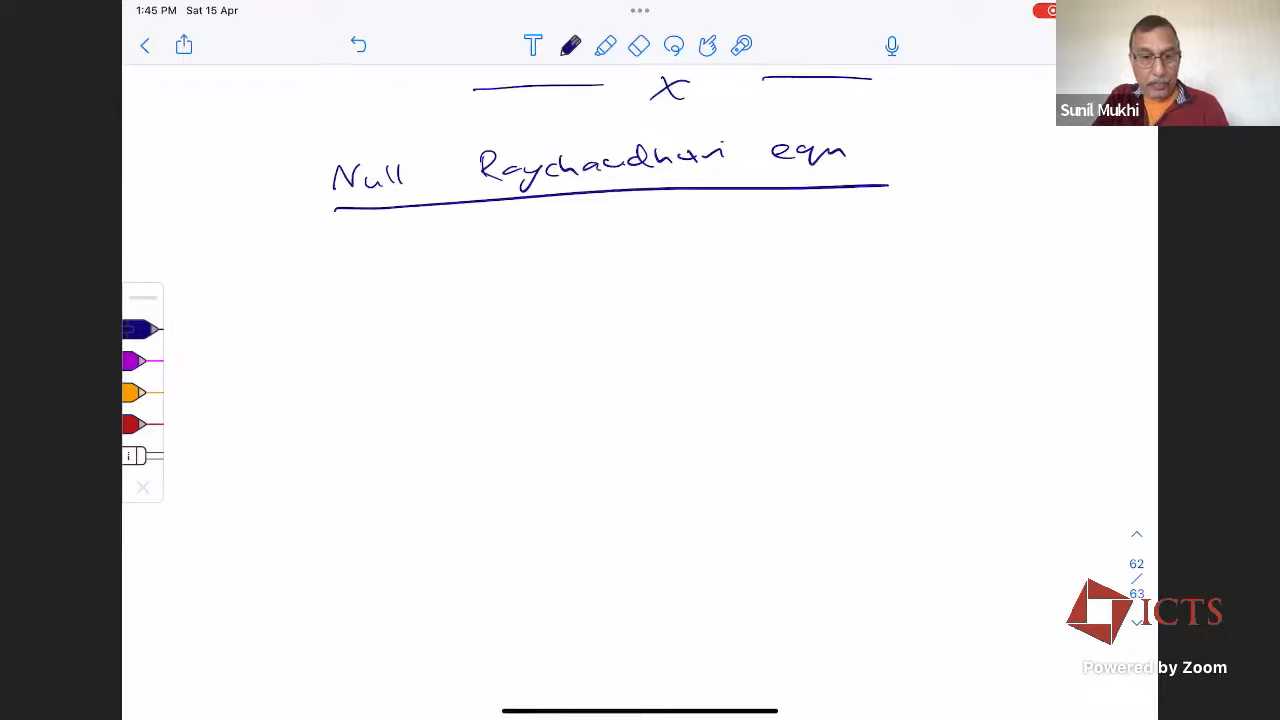 1:45 PM Sat 15 Apr
T
Sunil Mukhi
x
Null Raychaudhuri eqn
i
62
/
63
ICTS
Powered by Zoom